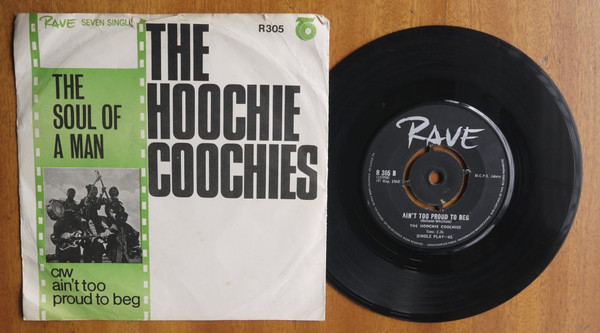 RAVE SEVEN SINGLE
R305
THE
HOOCHIE
COOCHIES
THE
SOUL OF
A MAN
c/w
ain't too
proud to beg
RAVE
R 305 B
M.C.P.S.
AIN'T TOO PROUD TO BEG
THE HOOCHIE COOCHIES
SINGLE PLAY-45